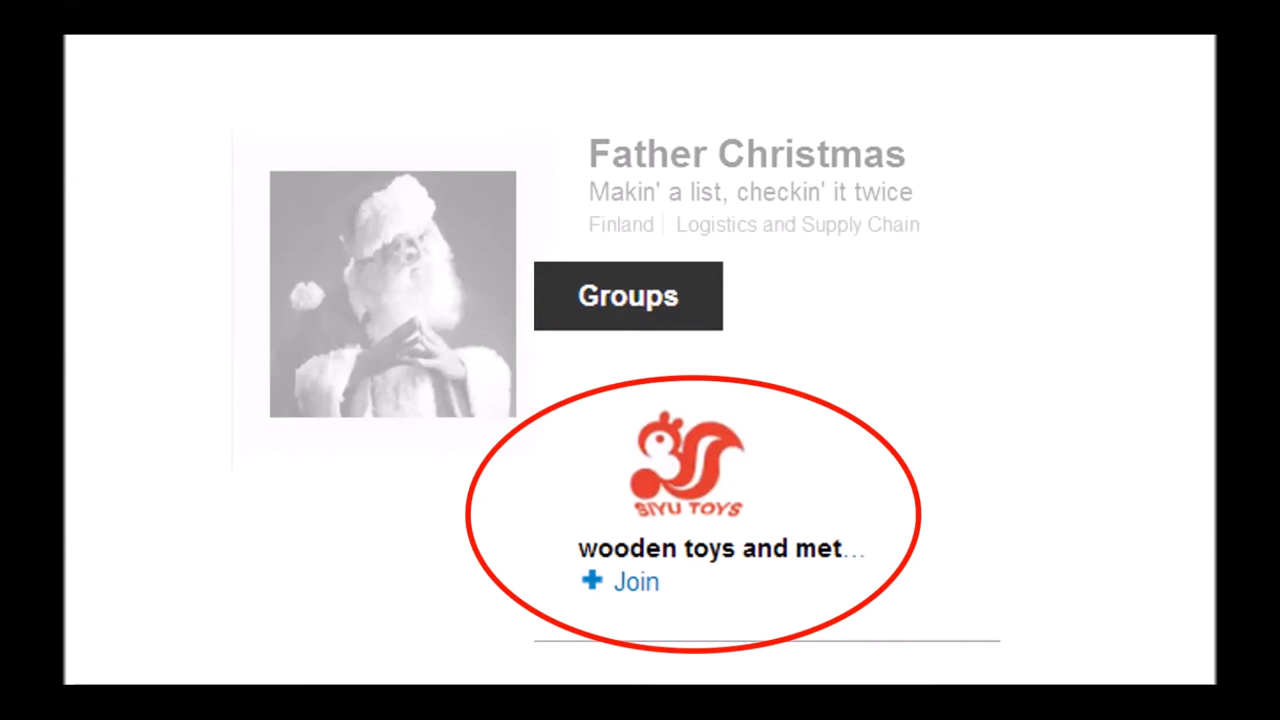 Father Christmas
Makin' a list, checkin' it twice
Finland | Logistics and Supply Chain
Groups
SIYU TOYS
wooden toys and met...
Join